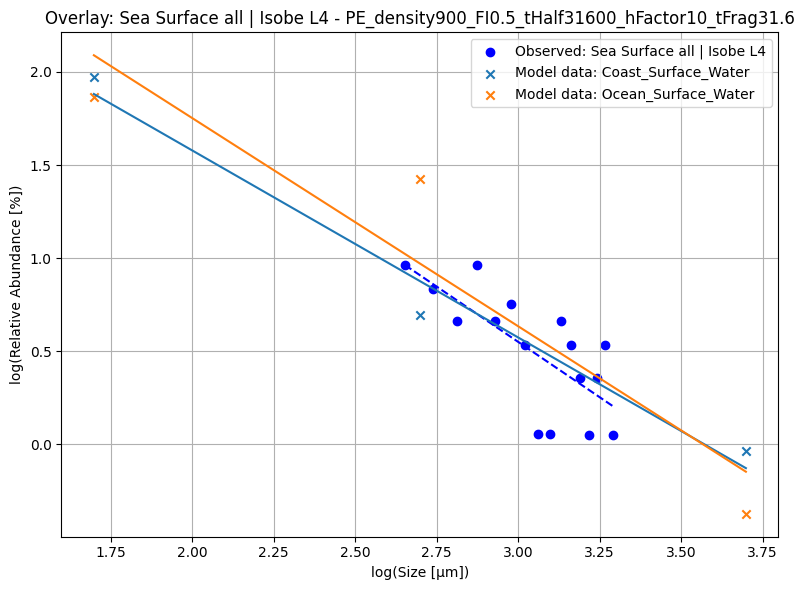 Overlay: Sea Surface all | Isobe L4 - PE_density900_FI0.5_tHalf31600_hFactor10_tFrag31.6
Observed: Sea Surface all | Isobe L4
Model data: Coast_Surface_Water
Model data: Ocean_Surface_Water
log(Relative Abundance [%])
2.0
1.5
1.0
0.5
0.0
1.75 2.00 2.25 2.50 2.75 3.00 3.25 3.50 3.75
log(Size [μm])